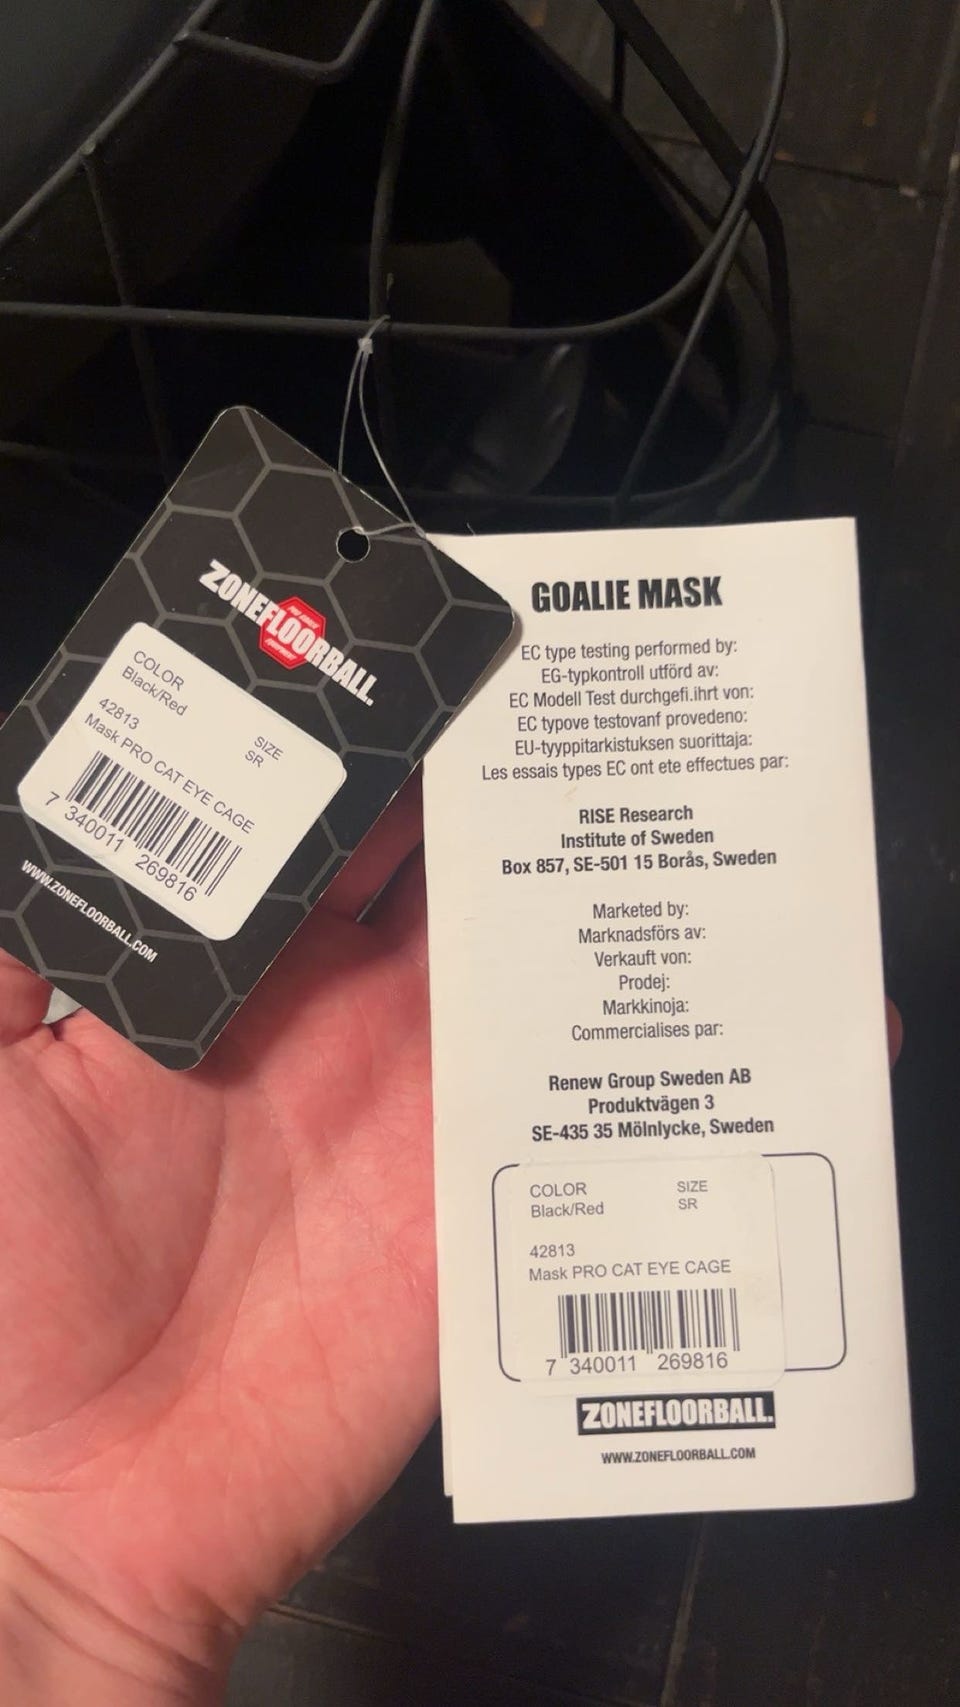 ZONEFLOORBALL.
COLOR
Black/Red
SIZE
SR
42813
Mask PRO CAT EYE CAGE
7 340011 269816
WWW.ZONEFLOORBALL.COM
GOALIE MASK
EC type testing performed by:
EG-typkontroll utförd av:
EC Modell Test durchgefi.ihrt von:
EC typove testovanf provedeno:
EU-tyyppitarkistuksen suorittaja:
Les essais types EC ont ete effectues par:
RISE Research
Institute of Sweden
Box 857, SE-501 15 Borås, Sweden
Marketed by:
Marknadsförs av:
Verkauft von:
Prodej:
Markkinoja:
Commercialises par:
Renew Group Sweden AB
Produktvägen 3
SE-435 35 Mölnlycke, Sweden
COLOR
Black/Red
SIZE
SR
42813
Mask PRO CAT EYE CAGE
7 340011 269816
ZONEFLOORBALL.
WWW.ZONEFLOORBALL.COM